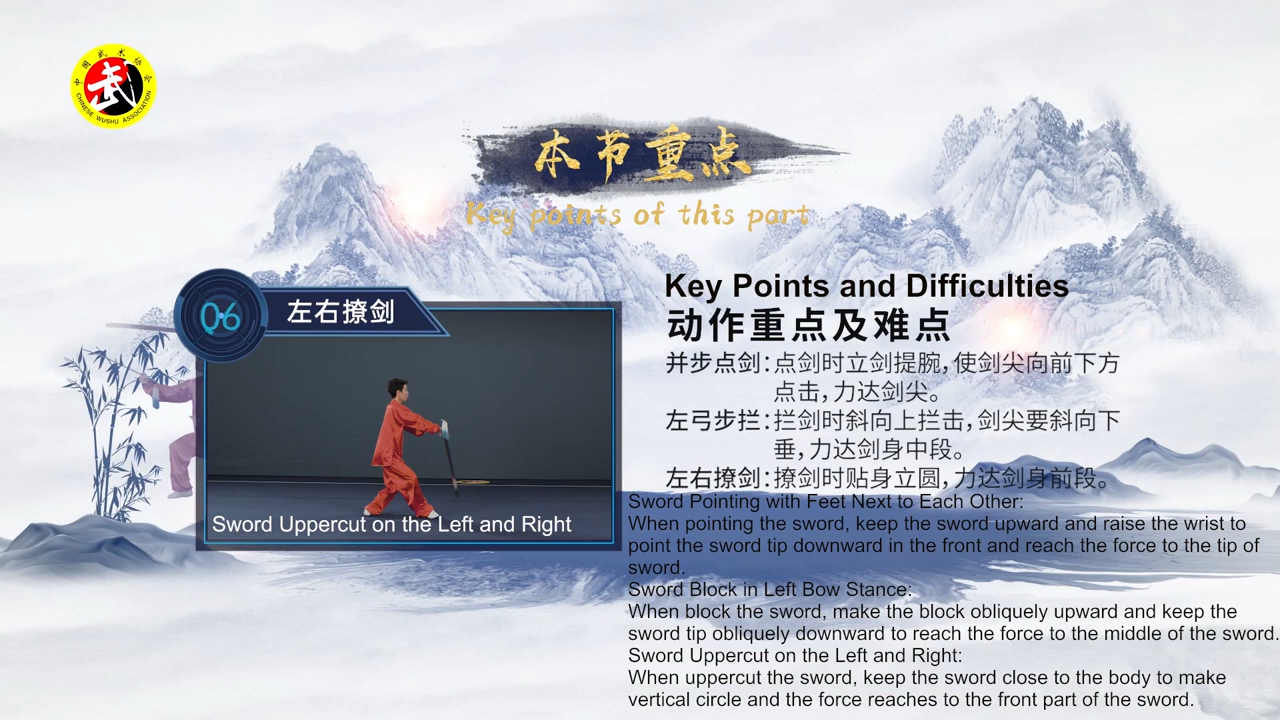 中国武术协会
武
CHINESE WUSHU ASSOCIATION
本节重点
Key points of this part
06
左右撩剑
Sword Uppercut on the Left and Right
Key Points and Difficulties
动作重点及难点
并步点剑：点剑时立剑提腕，使剑尖向前下方
点击，力达剑尖。
左弓步拦：拦剑时斜向上拦击，剑尖要斜向下
垂，力达剑身中段。
左右撩剑：撩剑时贴身立圆，力达剑身前段。
Sword Pointing with Feet Next to Each Other:
When pointing the sword, keep the sword upward and raise the wrist to
point the sword tip downward in the front and reach the force to the tip of
sword.
Sword Block in Left Bow Stance:
When block the sword, make the block obliquely upward and keep the
sword tip obliquely downward to reach the force to the middle of the sword.
Sword Uppercut on the Left and Right:
When uppercut the sword, keep the sword close to the body to make
vertical circle and the force reaches to the front part of the sword.